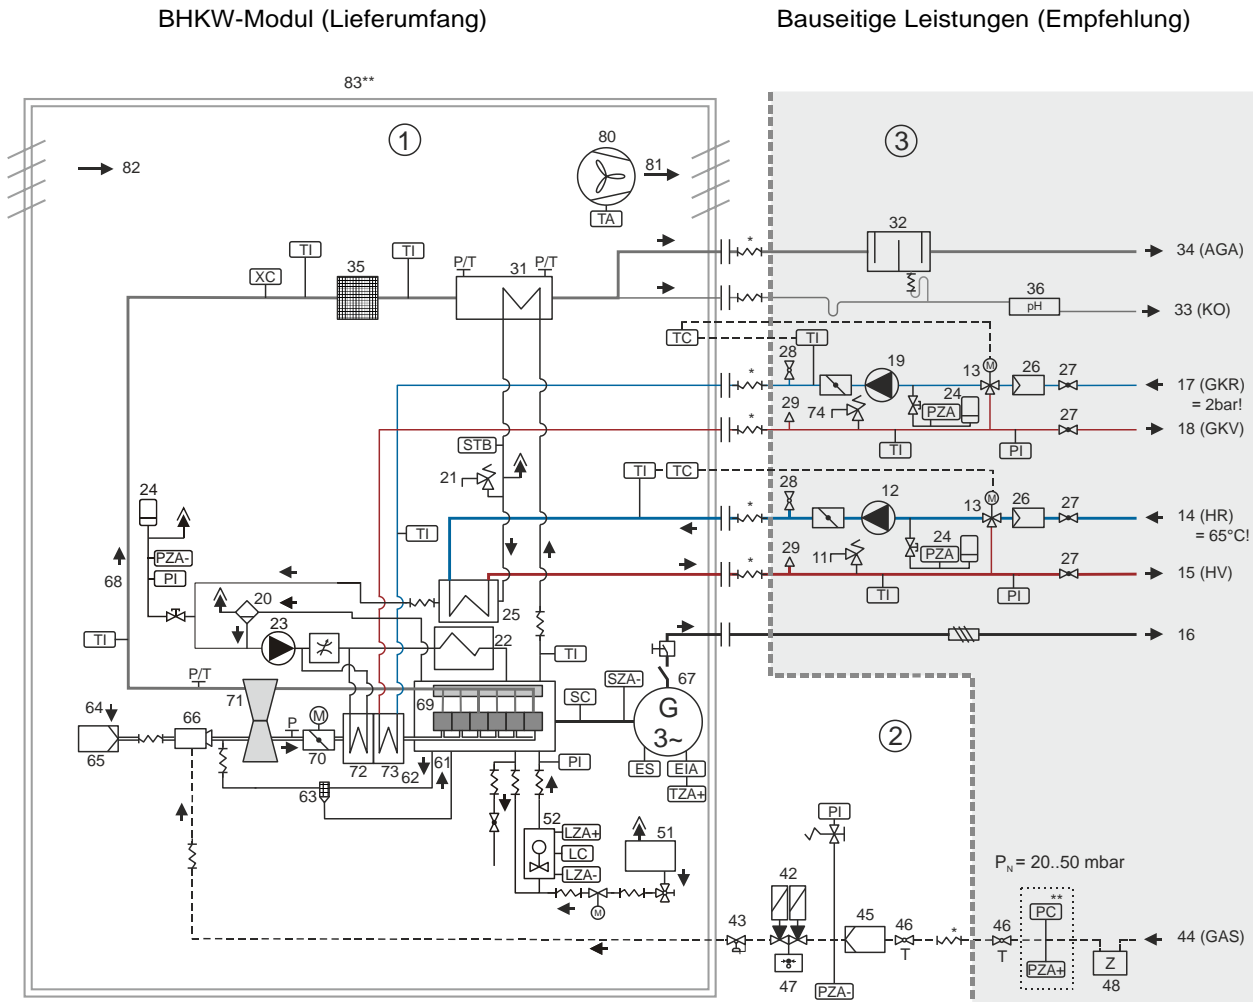 BHKW-Modul (Lieferumfang) Bauseitige Leistungen (Empfehlung)
83**
1 80 3
82 81
TA
32
34 (AGA)
TI TI 35 P/T 31 P/T *
XC
36
pH
33 (KO)
TC TI
28 19 13 M 26 27
* 17 (GKR)
= 2bar!
24
29 74 PZA 27
* 18 (GKV)
STB TI PI
21 TI TC
28 12 13 M 26 27
24 * 14 (HR)
= 65°C!
TI
24
PZA- 29 11 PZA 27
PI * 15 (HV)
68 TI PI
20 25
23 22
16
TI TI
P/T 71 69 SC SZA- 67
G
3~
64 66 P M
65 70 72 73 62 61 PI ES EIA
TZA+
2
63
52 LZA+ 51
LC
LZA-
M
PI
P_N = 20..50 mbar
42
43 45 46 46 **
PC
* 44 (GAS)
T T
47 PZA- PZA+ Z
48